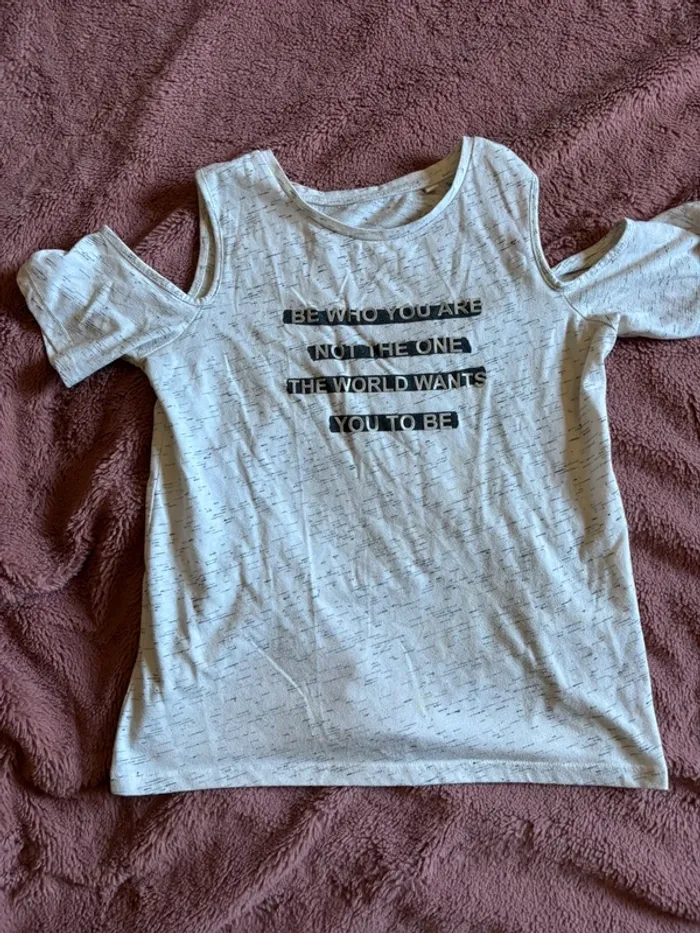 BE WHO YOU ARE
NOT THE ONE
THE WORLD WANTS
YOU TO BE